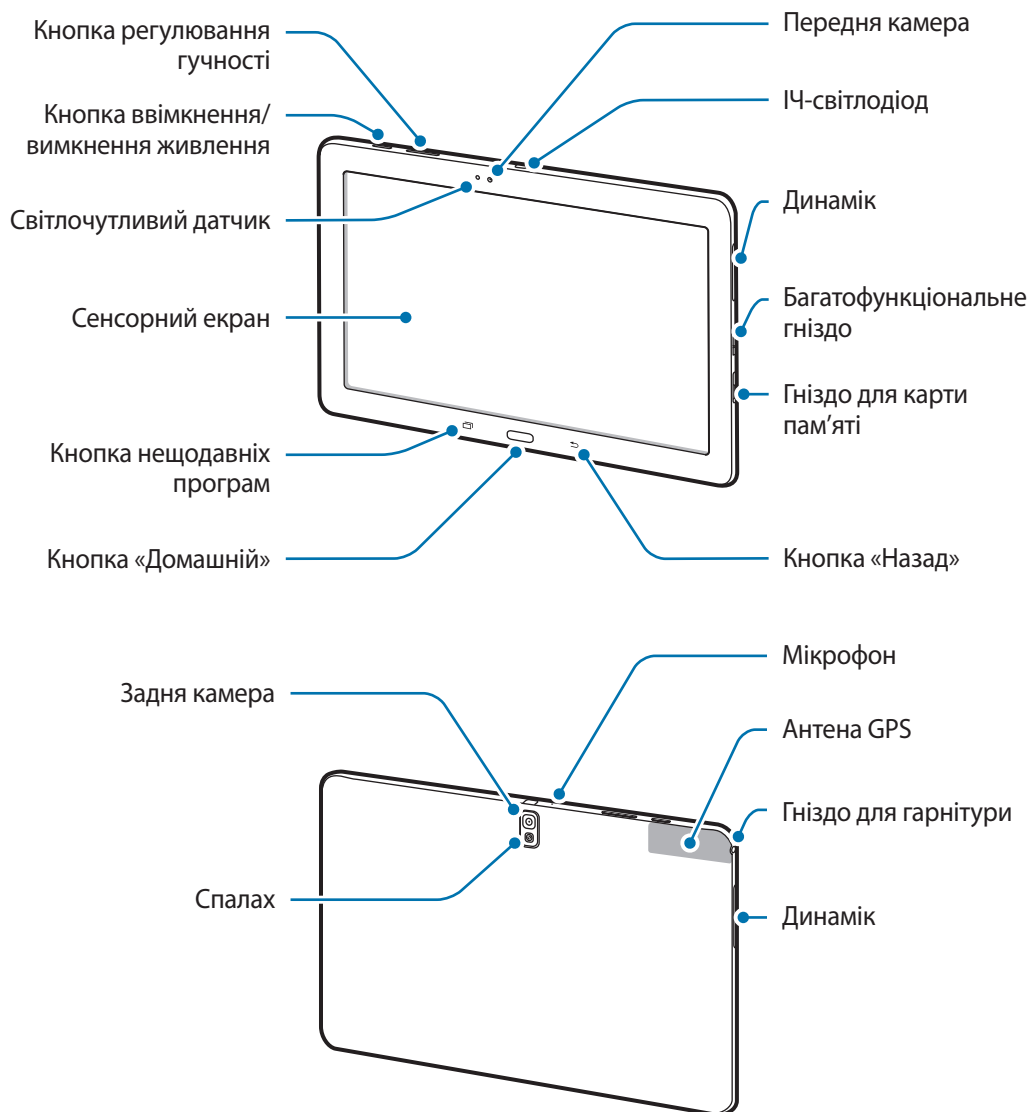 Кнопка регулювання
гучності
Кнопка ввімкнення/
вимкнення живлення
Світлочутливий датчик
Сенсорний екран
Кнопка нещодавніх
програм
Кнопка «Домашній»
Передня камера
ІЧ-світлодіод
Динамік
Багатофункціональне
гніздо
Гніздо для карти
пам’яті
Кнопка «Назад»
Задня камера
Спалах
Мікрофон
Антена GPS
Гніздо для гарнітури
Динамік